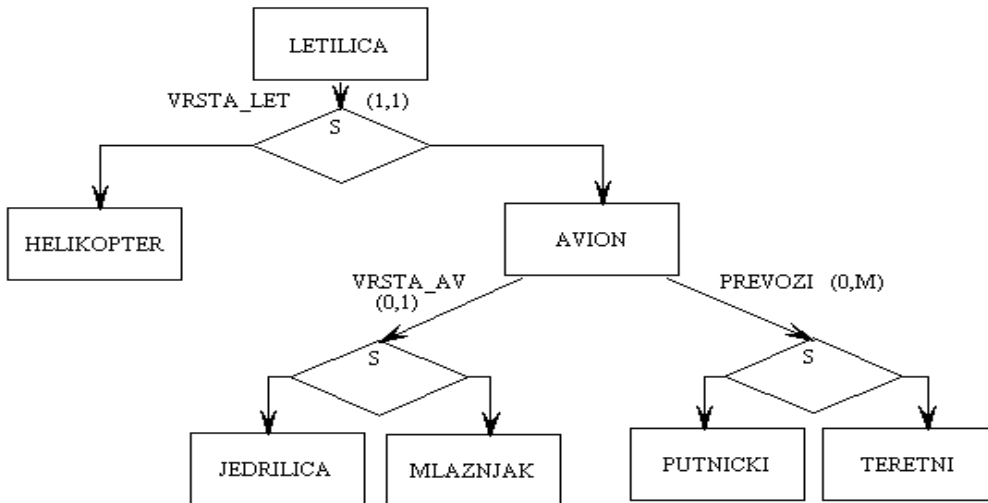 LETILICA
VRSTA_LET (1,1)
S
HELIKOPTER
AVION
VRSTA_AV
(0,1)
PREVOZI (0,M)
S
S
JEDRILICA
MLAZNJAK
PUTNICKI
TERETNI